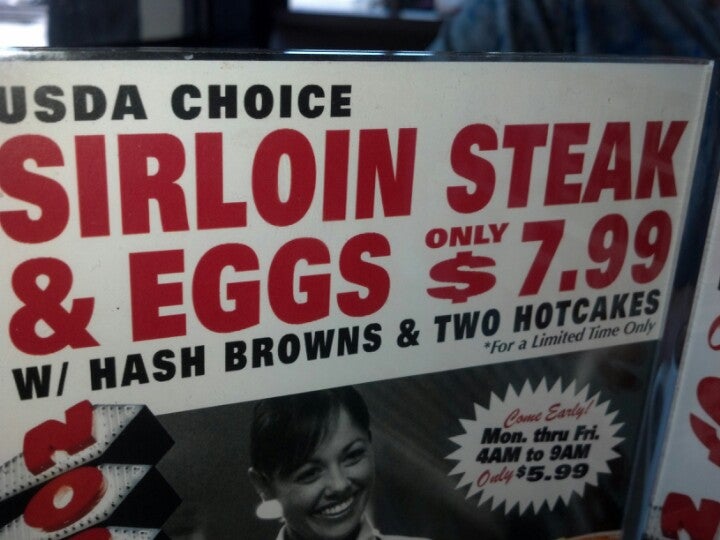 USDA CHOICE
SIRLOIN STEAK
& EGGS ONLY $7.99
W/ HASH BROWNS & TWO HOTCAKES
*For a Limited Time Only
Come Early!
Mon. thru Fri.
4AM to 9AM
Only $5.99